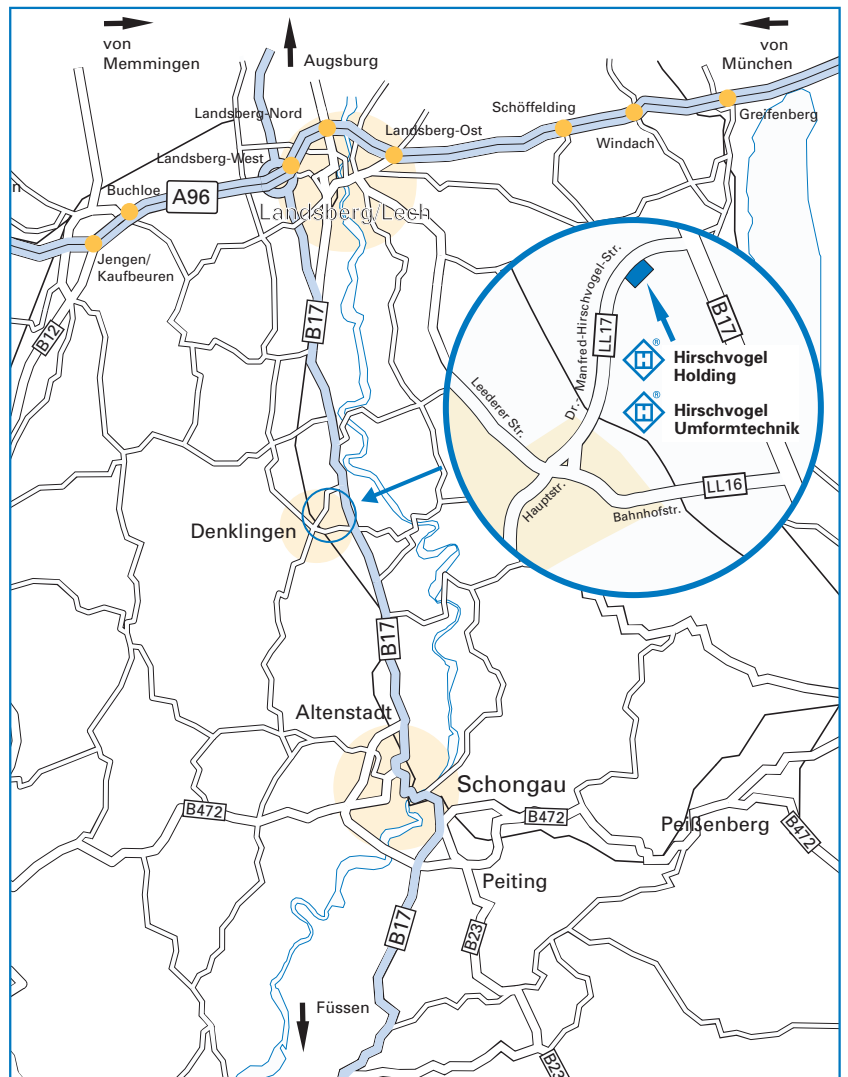 von
Memmingen
Augsburg
von
München
Landsberg-Nord
Schöffelding
Greifenberg
Landsberg-Ost
Windach
Landsberg-West
Buchloe
n
A96
Landsberg/Lech
Jengen/
Kaufbeuren
B12
B17
Dr.- Manfred-Hirschvogel-Str.
LL17
B17
®
Hirschvogel
Holding
®
Hirschvogel
Umformtechnik
Leederer Str.
Hauptstr.
LL16
Bahnhofstr.
Denklingen
B17
Altenstadt
Schongau
B472
B472
Peißenberg
B472
Peiting
B17
B23
Füssen
B23